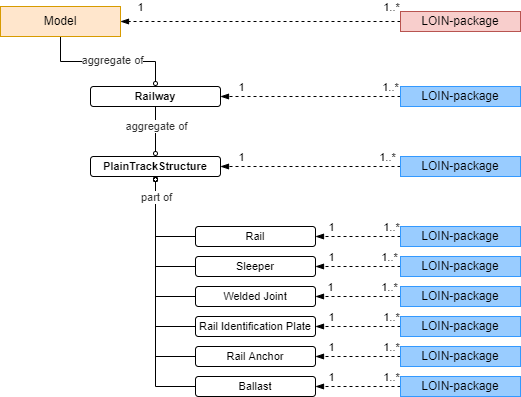 Model 1 1..* LOIN-package
aggregate of
Railway 1 1..* LOIN-package
aggregate of
PlainTrackStructure 1 1..* LOIN-package
part of
Rail 1 1..* LOIN-package
Sleeper 1 1..* LOIN-package
Welded Joint 1 1..* LOIN-package
Rail Identification Plate 1 1..* LOIN-package
Rail Anchor 1 1..* LOIN-package
Ballast 1 1..* LOIN-package